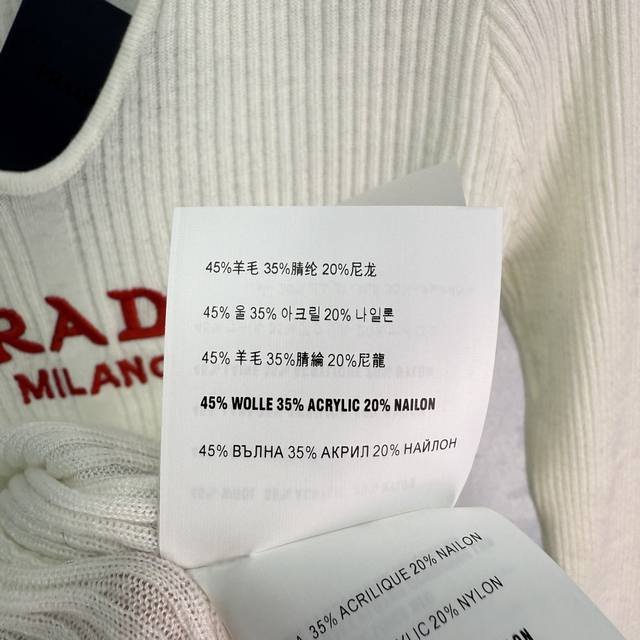 RAD
MILANO
45%羊毛 35%腈纶 20%尼龙
45% 울 35% 아크릴 20% 나일론
45% 羊毛 35%腈綸 20%尼龍
45% WOLLE 35% ACRYLIC 20% NAILON
45% ВЪЛНА 35% АКРИЛ 20% НАЙЛОН
35% ACRILIQUE 20% NAILON
LIC 20% NYLON